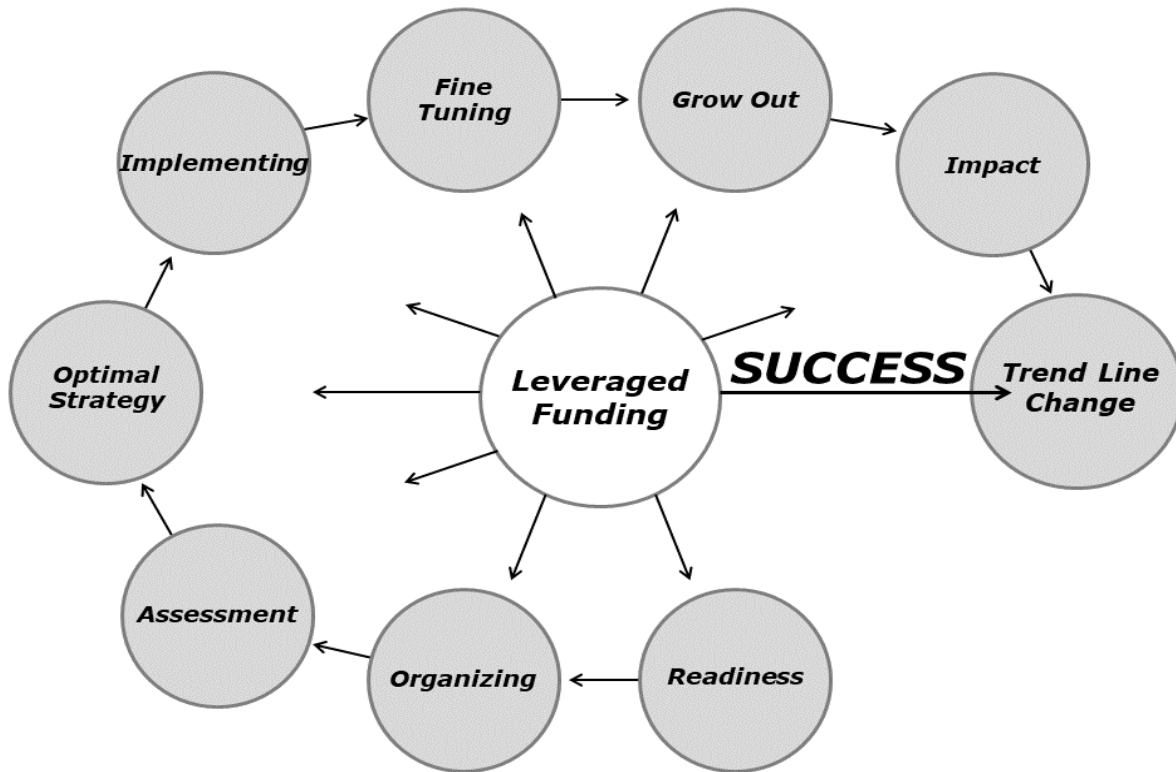 Fine
Tuning
Grow Out
Implementing
Impact
Optimal
Strategy
Leveraged
Funding
SUCCESS
Trend Line
Change
Assessment
Organizing
Readiness